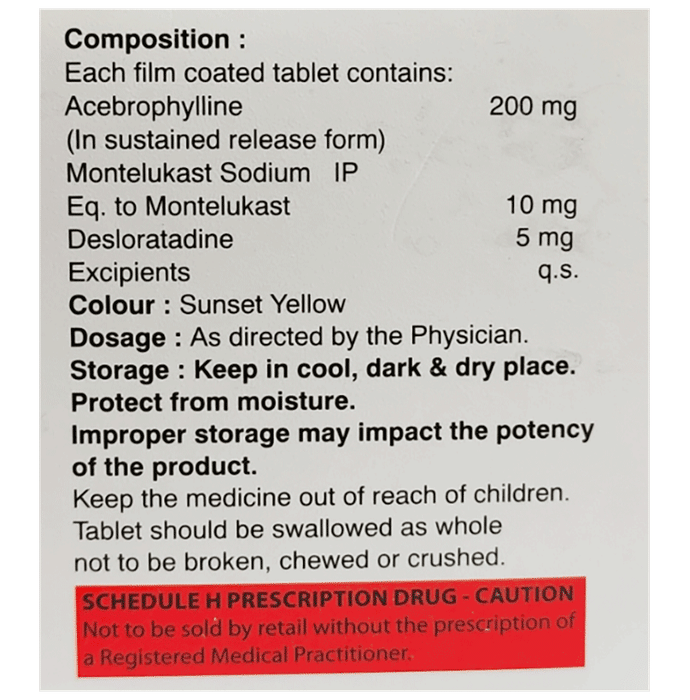 Composition :
Each film coated tablet contains:
Acebrophylline 200 mg
(In sustained release form)
Montelukast Sodium IP
Eq. to Montelukast 10 mg
Desloratadine 5 mg
Excipients q.s.
Colour : Sunset Yellow
Dosage : As directed by the Physician.
Storage : Keep in cool, dark & dry place.
Protect from moisture.
Improper storage may impact the potency
of the product.
Keep the medicine out of reach of children.
Tablet should be swallowed as whole
not to be broken, chewed or crushed.
SCHEDULE H PRESCRIPTION DRUG - CAUTION
Not to be sold by retail without the prescription of
a Registered Medical Practitioner.